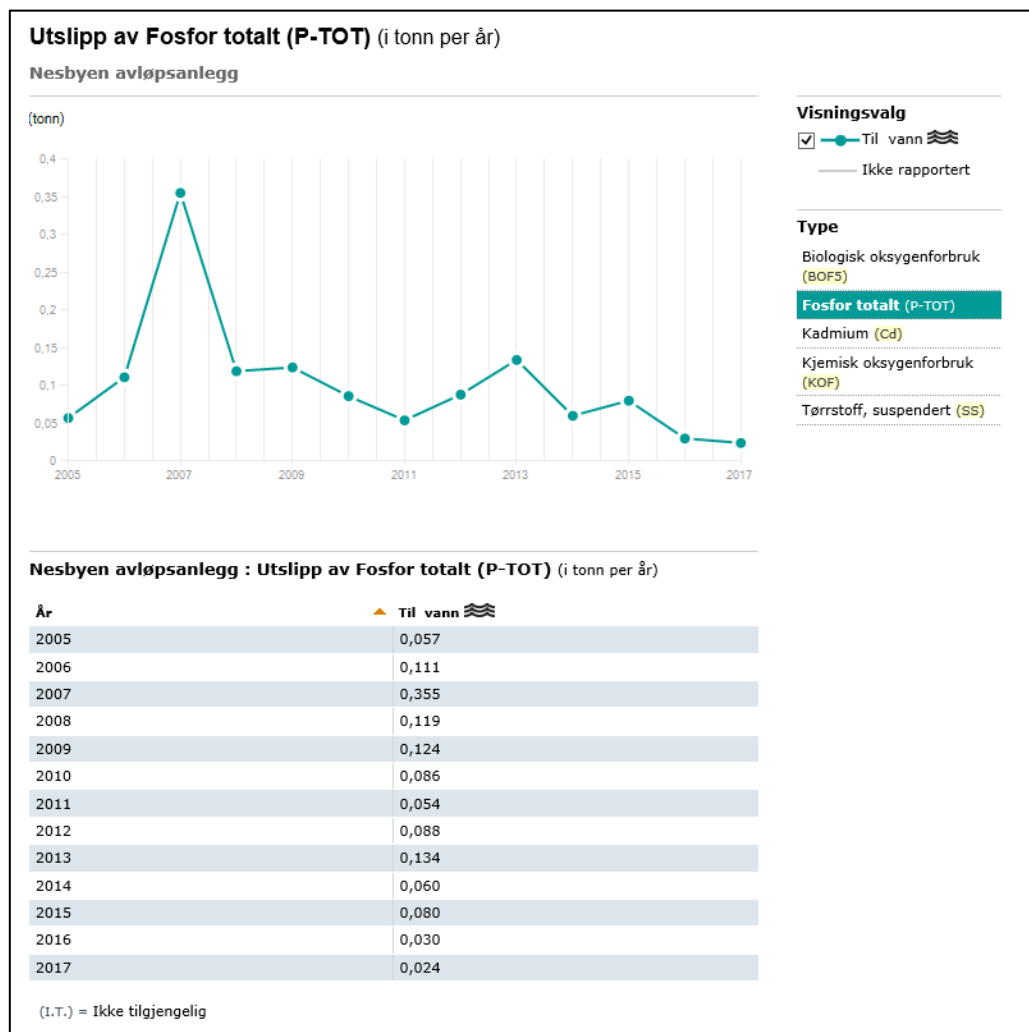 Utslipp av Fosfor totalt (P-TOT) (i tonn per år)
Nesbyen avløpsanlegg
(tonn)
0,4
0,35
0,3
0,25
0,2
0,15
0,1
0,05
0
2005 2007 2009 2011 2013 2015 2017
Visningsvalg
Til vann
Ikke rapportert
Type
Biologisk oksygenforbruk
(BOF5)
Fosfor totalt (P-TOT)
Kadmium (Cd)
Kjemisk oksygenforbruk
(KOF)
Tørrstoff, suspendert (SS)
Nesbyen avløpsanlegg : Utslipp av Fosfor totalt (P-TOT) (i tonn per år)
År Til vann
2005 0,057
2006 0,111
2007 0,355
2008 0,119
2009 0,124
2010 0,086
2011 0,054
2012 0,088
2013 0,134
2014 0,060
2015 0,080
2016 0,030
2017 0,024
(I.T.) = Ikke tilgjengelig